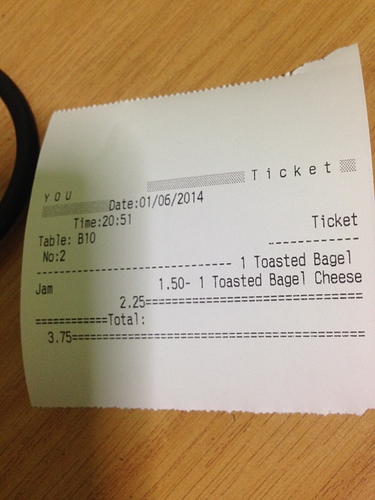 Ticket
YOU
Date:01/06/2014
Time:20:51
Ticket
Table: B10
No:2
------------
------------------------------ 1 Toasted Bagel
Jam
1.50- 1 Toasted Bagel Cheese
2.25==============================
===========Total:
3.75========================================